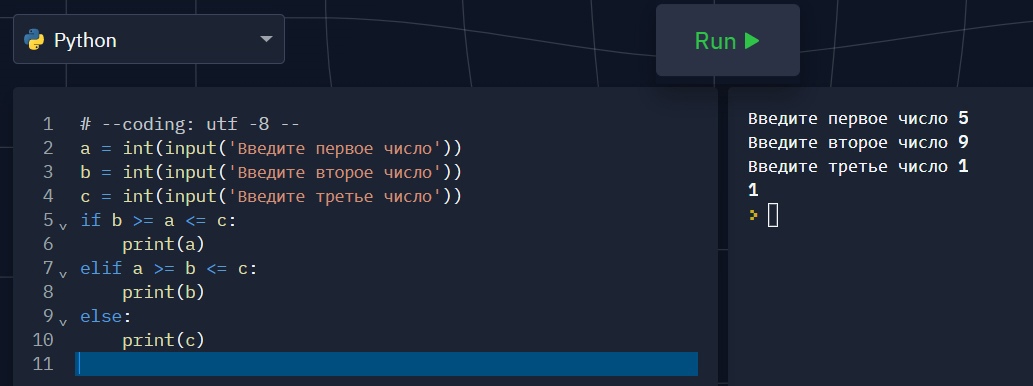 Python
Run
1 # --coding: utf -8 --
2 a = int(input('Введите первое число'))
3 b = int(input('Введите второе число'))
4 c = int(input('Введите третье число'))
5 if b >= a <= c:
6     print(a)
7 elif a >= b <= c:
8     print(b)
9 else:
10     print(c)
11
Введите первое число 5
Введите второе число 9
Введите третье число 1
1
>